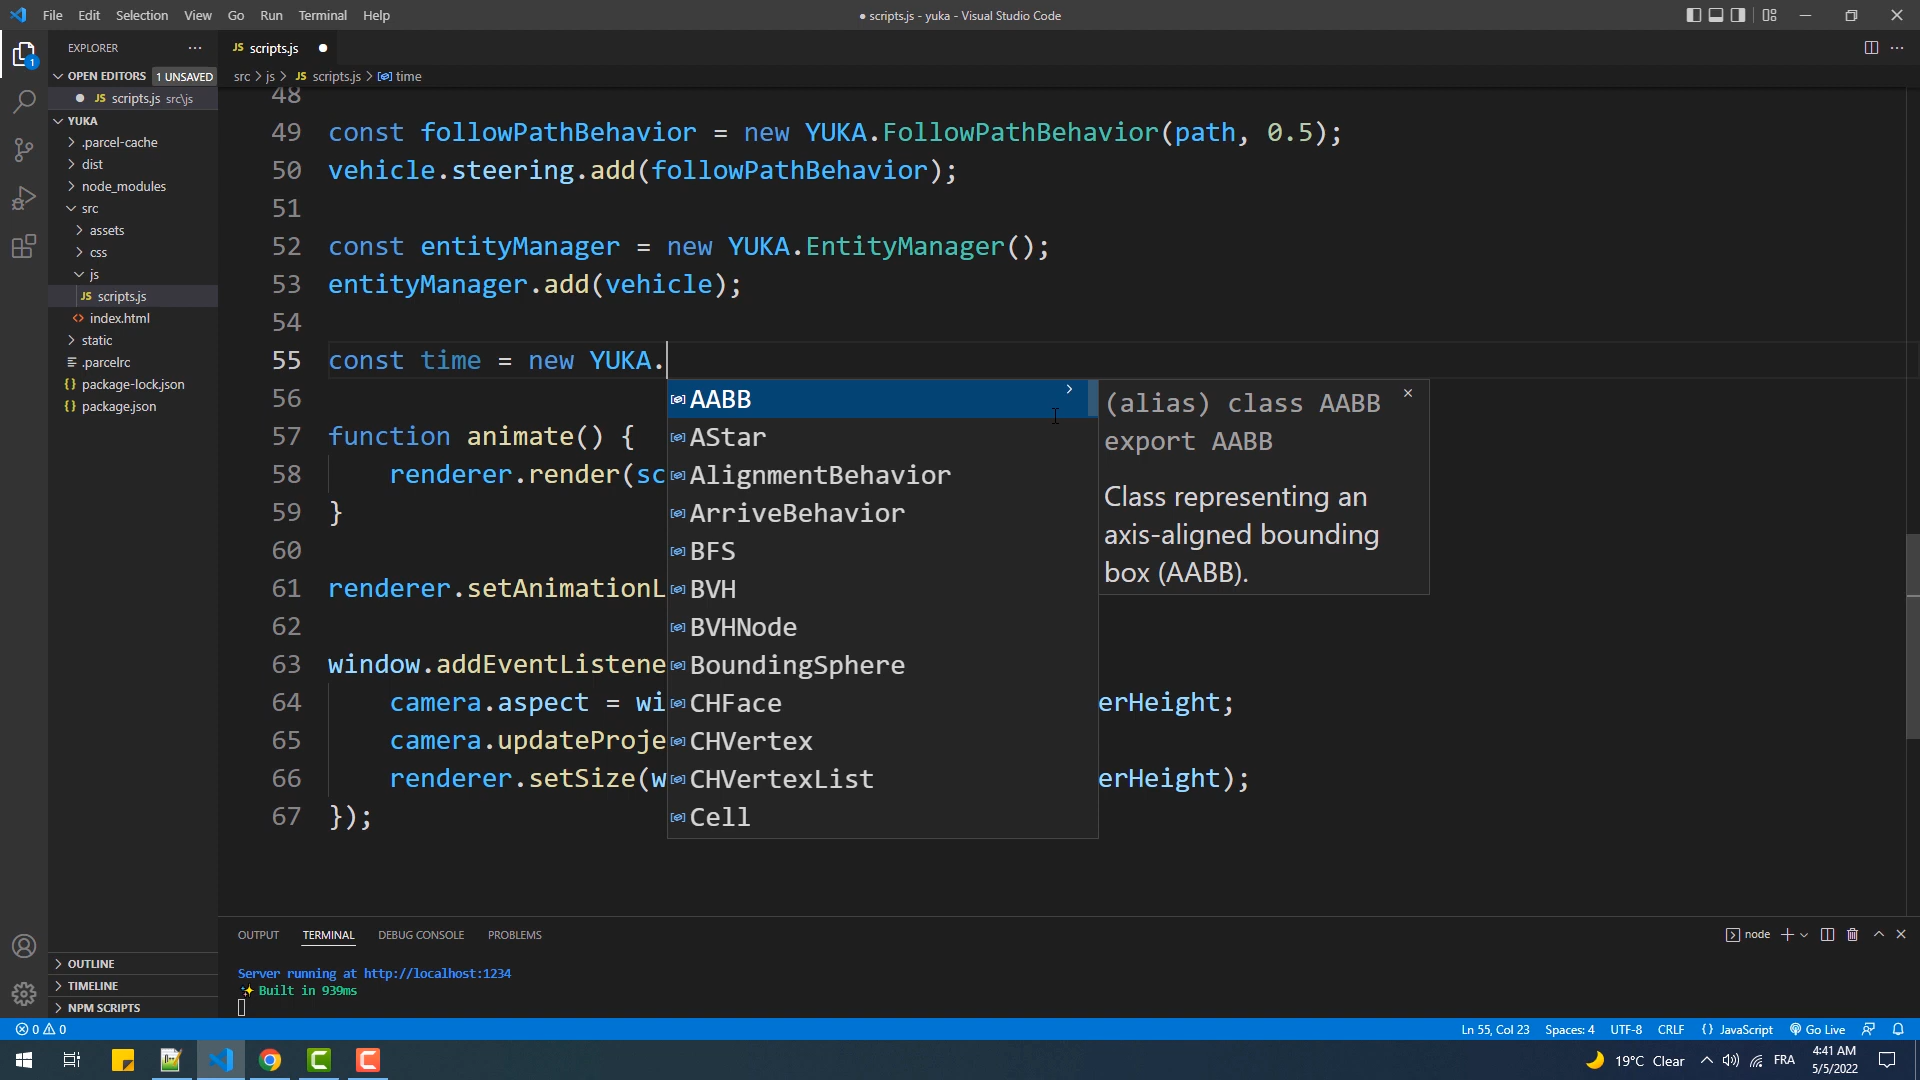 File Edit Selection View Go Run Terminal Help
● scripts.js - yuka - Visual Studio Code
EXPLORER
OPEN EDITORS 1 UNSAVED
JS scripts.js src\js
YUKA
.parcel-cache
dist
node_modules
src
assets
css
js
JS scripts.js
index.html
static
.parcelrc
package-lock.json
package.json
OUTLINE
TIMELINE
NPM SCRIPTS
JS scripts.js ●
src > js > JS scripts.js > time
48
49 const followPathBehavior = new YUKA.FollowPathBehavior(path, 0.5);
50 vehicle.steering.add(followPathBehavior);
51
52 const entityManager = new YUKA.EntityManager();
53 entityManager.add(vehicle);
54
55 const time = new YUKA.
56
57 function animate() {
58 renderer.render(sc
59 }
60
61 renderer.setAnimationL
62
63 window.addEventListene
64 camera.aspect = wi erHeight;
65 camera.updateProje
66 renderer.setSize(w erHeight);
67 });
AABB
AStar
AlignmentBehavior
ArriveBehavior
BFS
BVH
BVHNode
BoundingSphere
CHFace
CHVertex
CHVertexList
Cell
(alias) class AABB
export AABB
Class representing an
axis-aligned bounding
box (AABB).
OUTPUT TERMINAL DEBUG CONSOLE PROBLEMS
node
Server running at http://localhost:1234
✨ Built in 939ms
0 0
Ln 55, Col 23 Spaces: 4 UTF-8 CRLF {} JavaScript Go Live
19°C Clear FRA 4:41 AM
5/5/2022